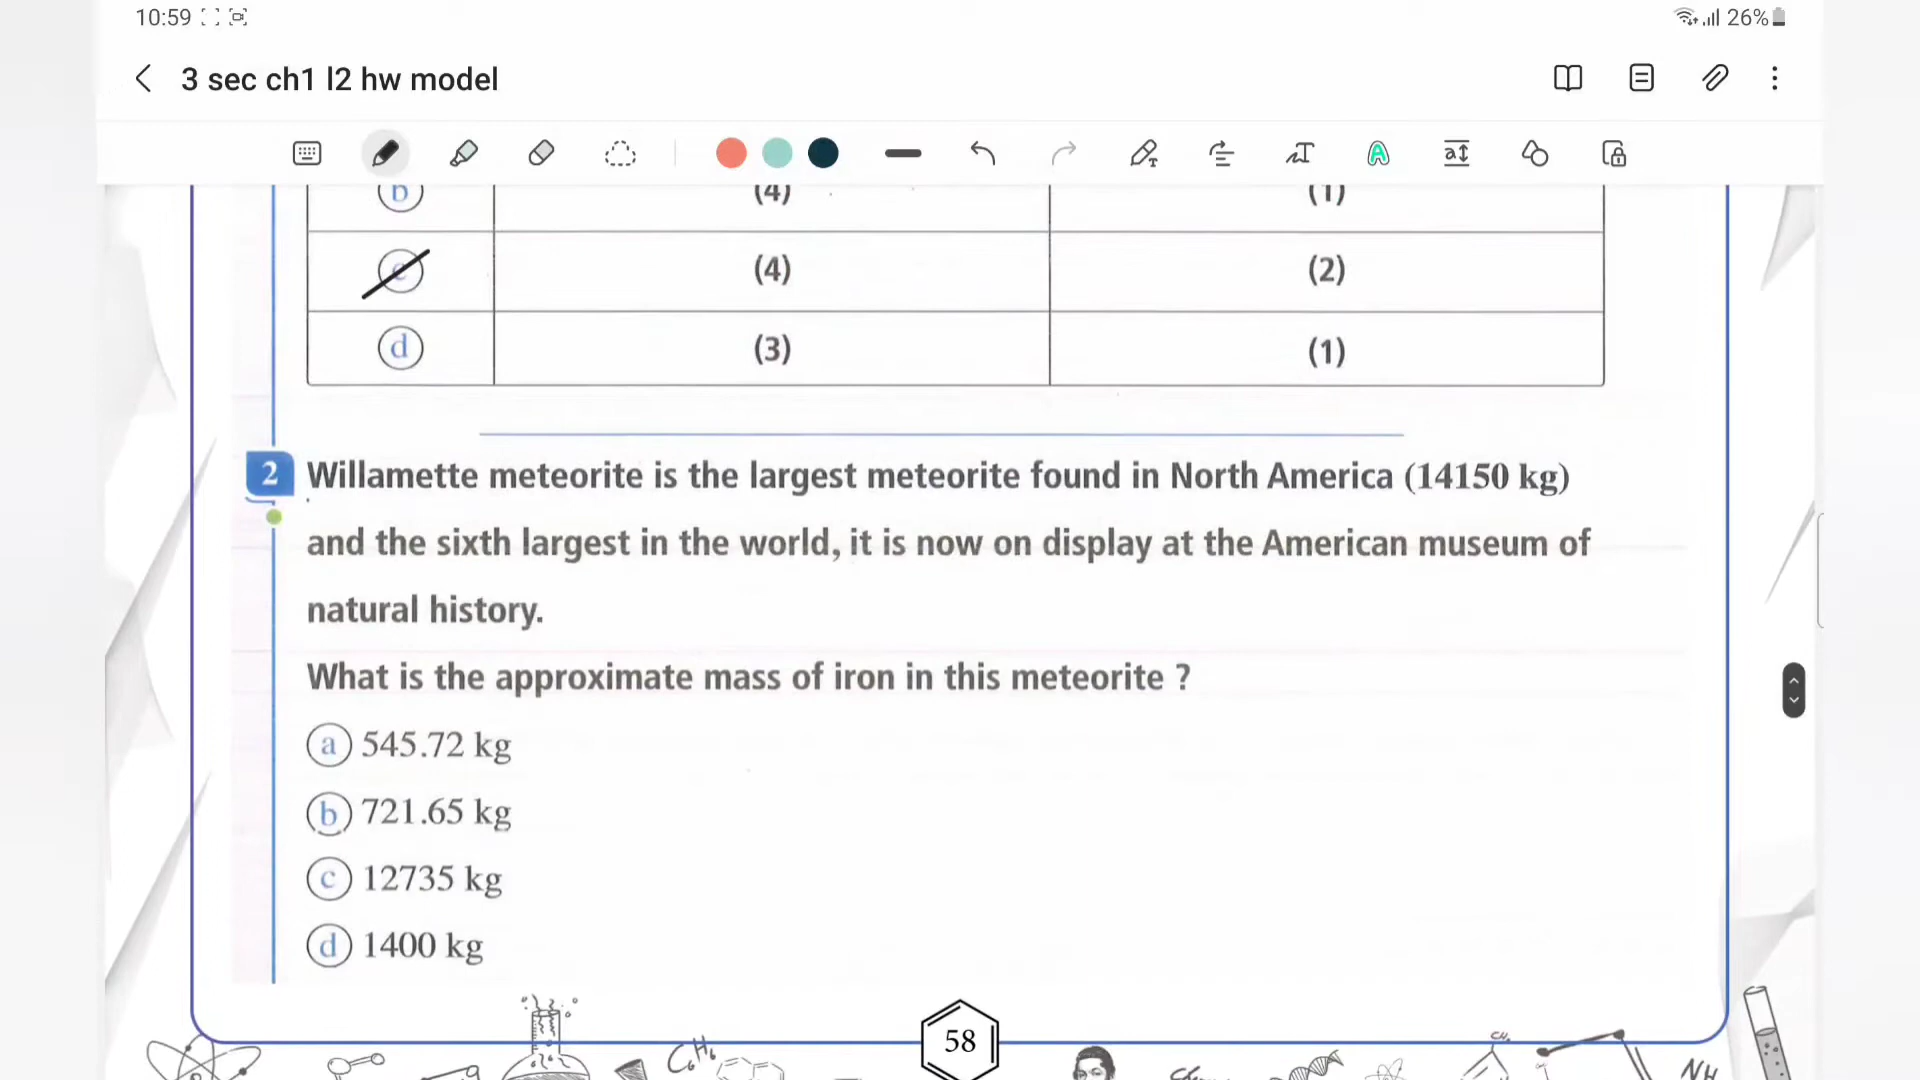 10:59
26%
3 sec ch1 l2 hw model
b (4) (1)
c (4) (2)
d (3) (1)
2 Willamette meteorite is the largest meteorite found in North America (14150 kg)
and the sixth largest in the world, it is now on display at the American museum of
natural history.
What is the approximate mass of iron in this meteorite ?
a 545.72 kg
b 721.65 kg
c 12735 kg
d 1400 kg
58
C6H6